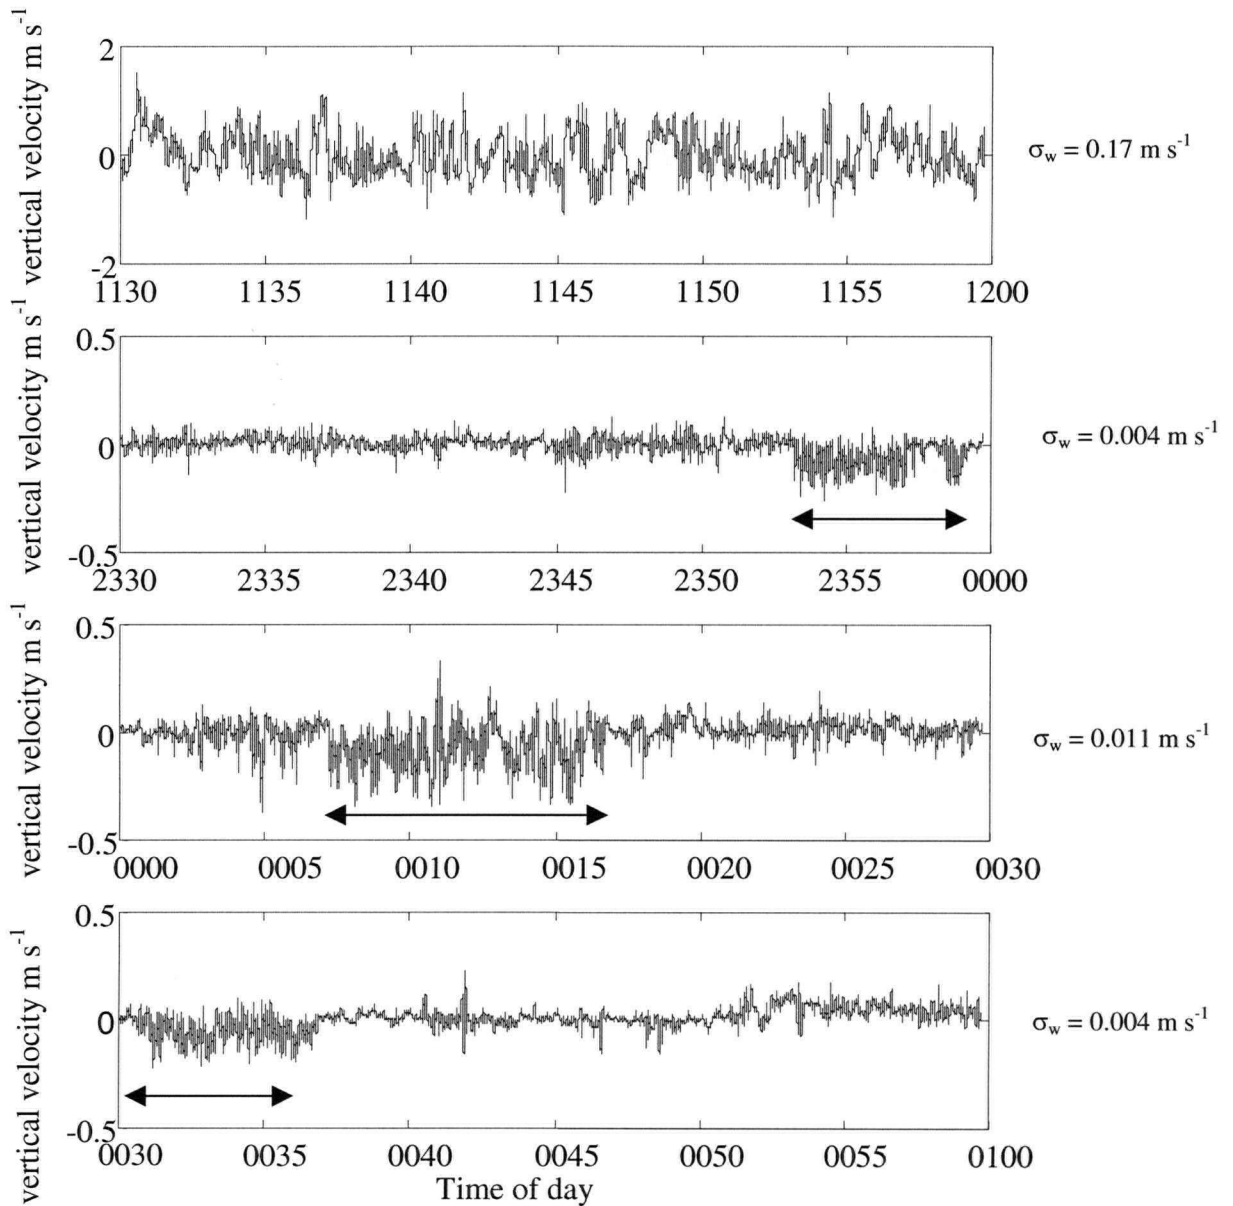 vertical velocity m s⁻¹
2
0
-2
1130 1135 1140 1145 1150 1155 1200
σw = 0.17 m s⁻¹
vertical velocity m s⁻¹
0.5
0
-0.5
2330 2335 2340 2345 2350 2355 0000
σw = 0.004 m s⁻¹
vertical velocity m s⁻¹
0.5
0
-0.5
0000 0005 0010 0015 0020 0025 0030
σw = 0.011 m s⁻¹
vertical velocity m s⁻¹
0.5
0
-0.5
0030 0035 0040 0045 0050 0055 0100
σw = 0.004 m s⁻¹
Time of day